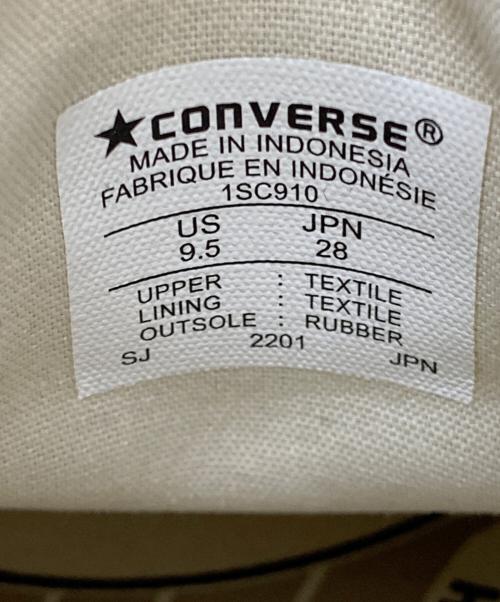 ★CONVERSE®
MADE IN INDONESIA
FABRIQUE EN INDONÉSIE
1SC910
US JPN
9.5 28
UPPER : TEXTILE
LINING : TEXTILE
OUTSOLE : RUBBER
SJ 2201 JPN